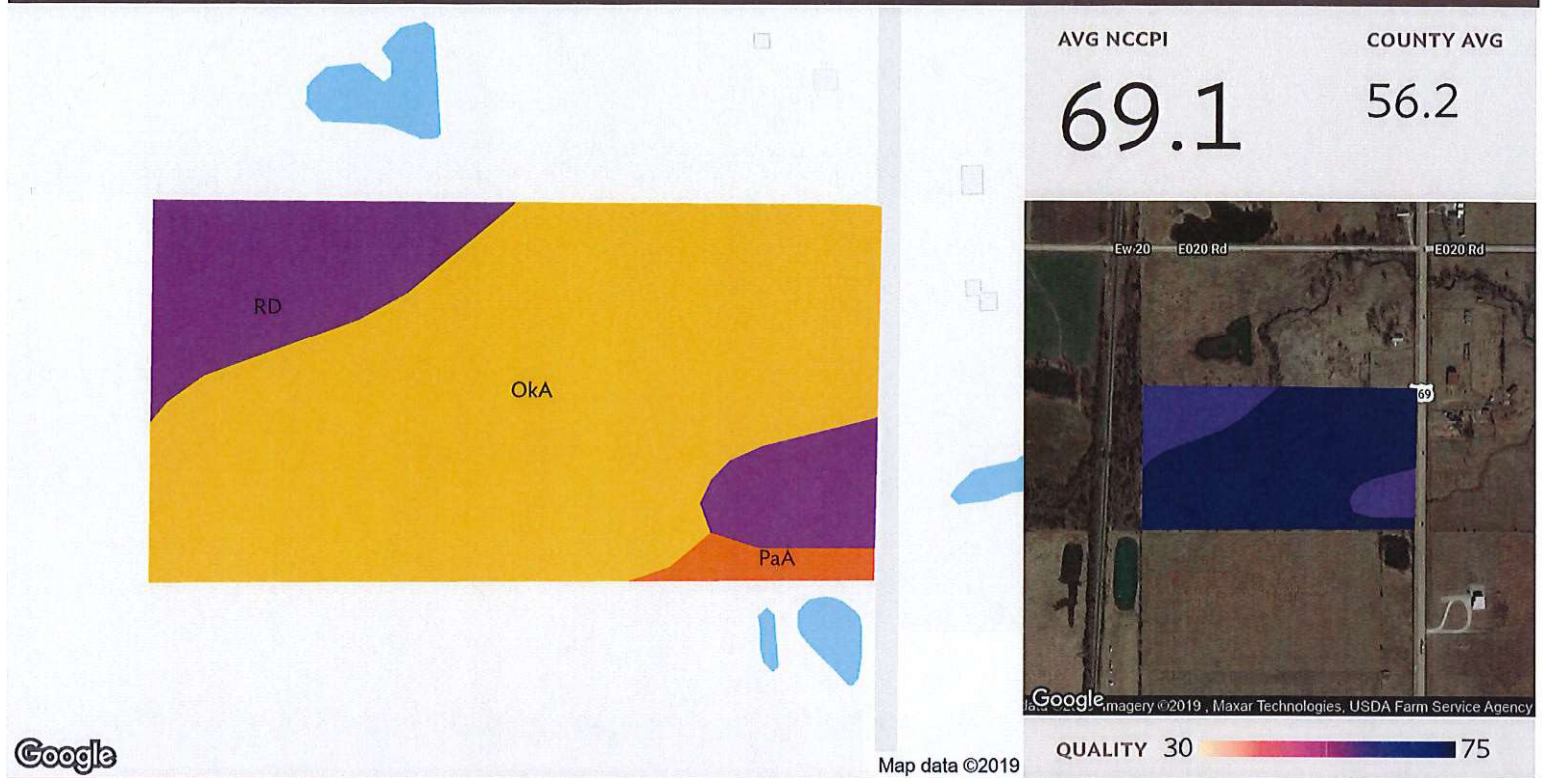 AVG NCCPI
COUNTY AVG
69.1
56.2
RD
OkA
PaA
Google
Map data ©2019
Ew 20
E020 Rd
E020 Rd
69
Google
Imagery ©2019 , Maxar Technologies, USDA Farm Service Agency
QUALITY 30
75